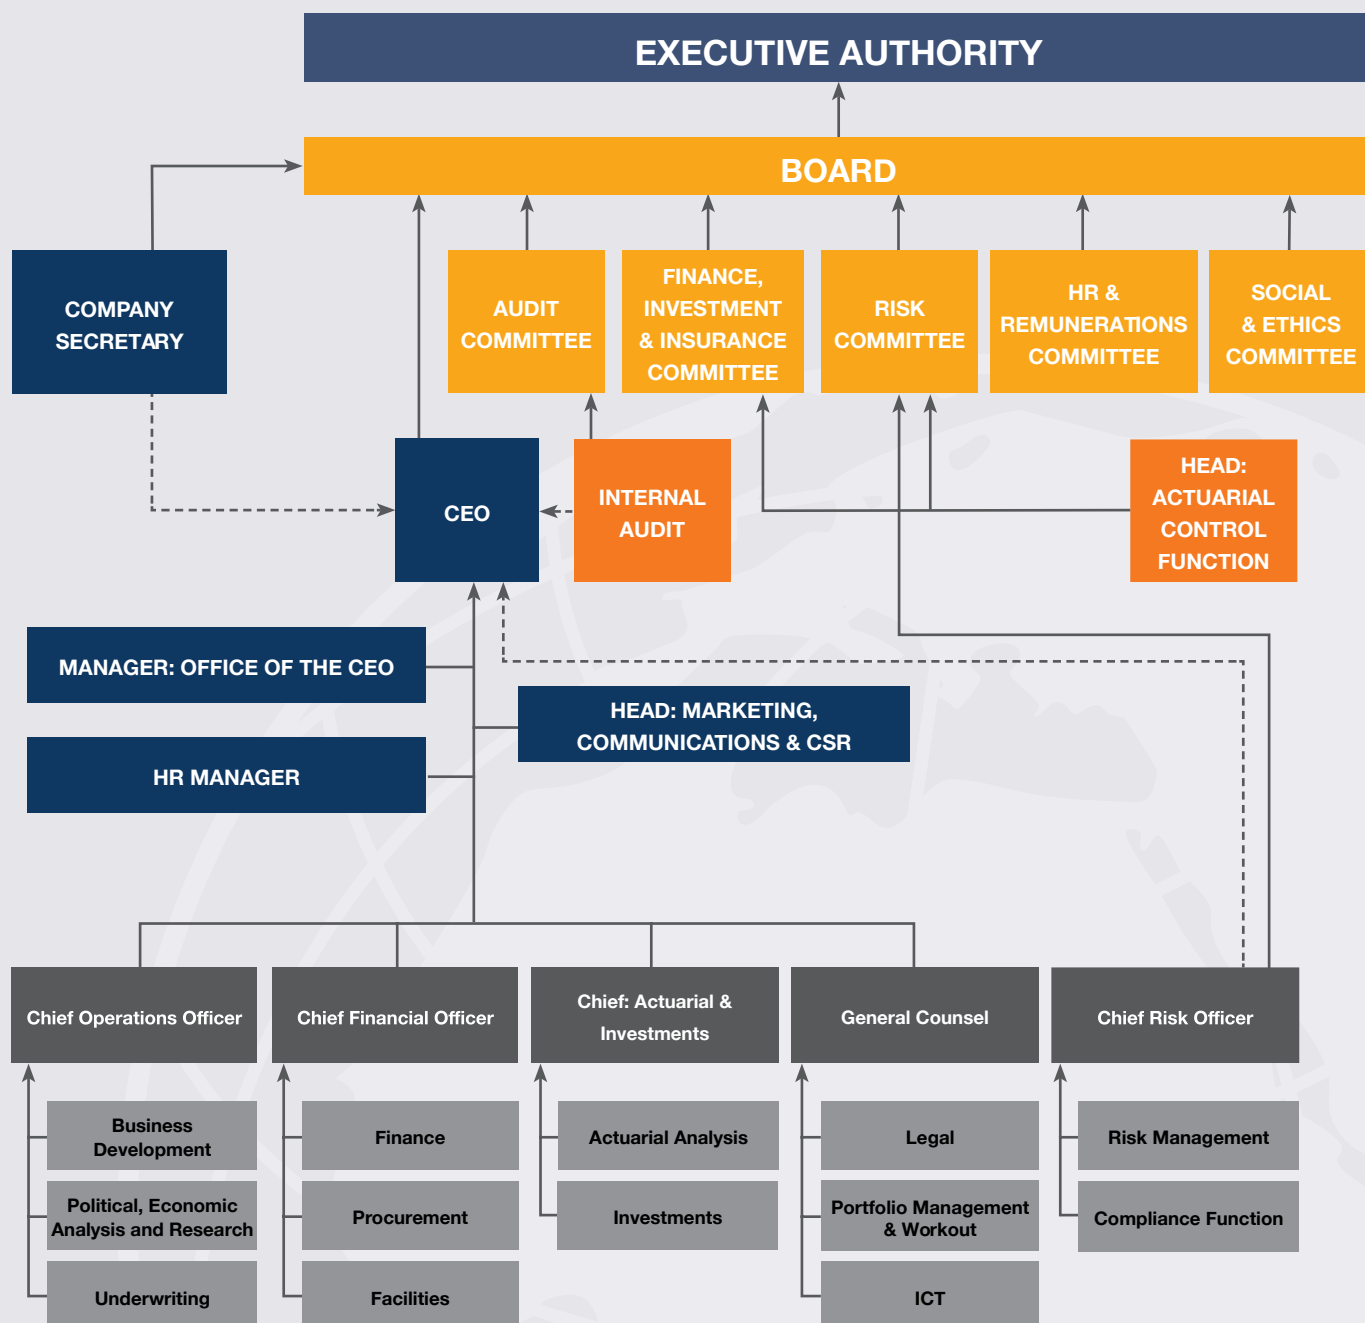 EXECUTIVE AUTHORITY
BOARD
COMPANY
SECRETARY
AUDIT
COMMITTEE
FINANCE,
INVESTMENT
& INSURANCE
COMMITTEE
RISK
COMMITTEE
HR &
REMUNERATIONS
COMMITTEE
SOCIAL
& ETHICS
COMMITTEE
CEO
INTERNAL
AUDIT
HEAD:
ACTUARIAL
CONTROL
FUNCTION
MANAGER: OFFICE OF THE CEO
HEAD: MARKETING,
COMMUNICATIONS & CSR
HR MANAGER
Chief Operations Officer
Chief Financial Officer
Chief: Actuarial &
Investments
General Counsel
Chief Risk Officer
Business
Development
Political, Economic
Analysis and Research
Underwriting
Finance
Procurement
Facilities
Actuarial Analysis
Investments
Legal
Portfolio Management
& Workout
ICT
Risk Management
Compliance Function